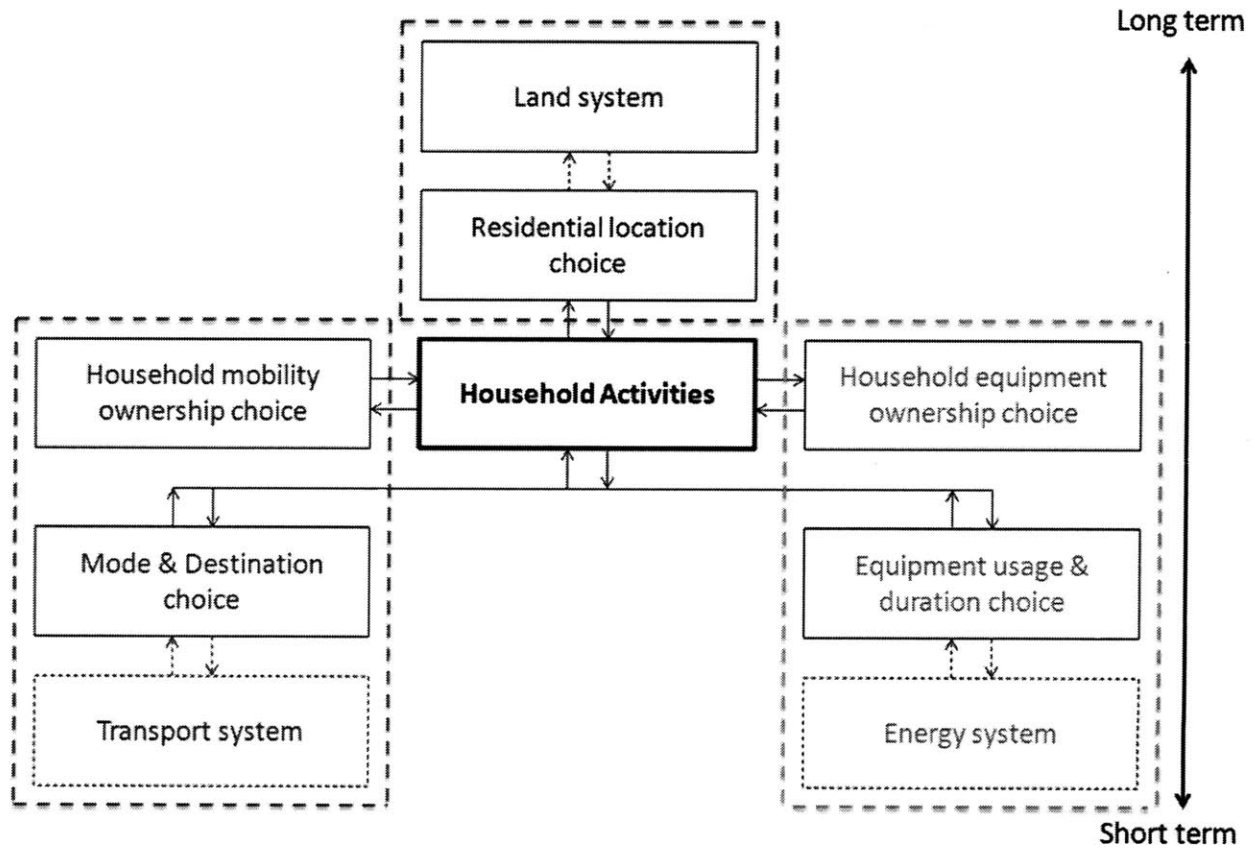 Long term
Land system
Residential location
choice
Household mobility
ownership choice
Household Activities
Household equipment
ownership choice
Mode & Destination
choice
Equipment usage &
duration choice
Transport system
Energy system
Short term